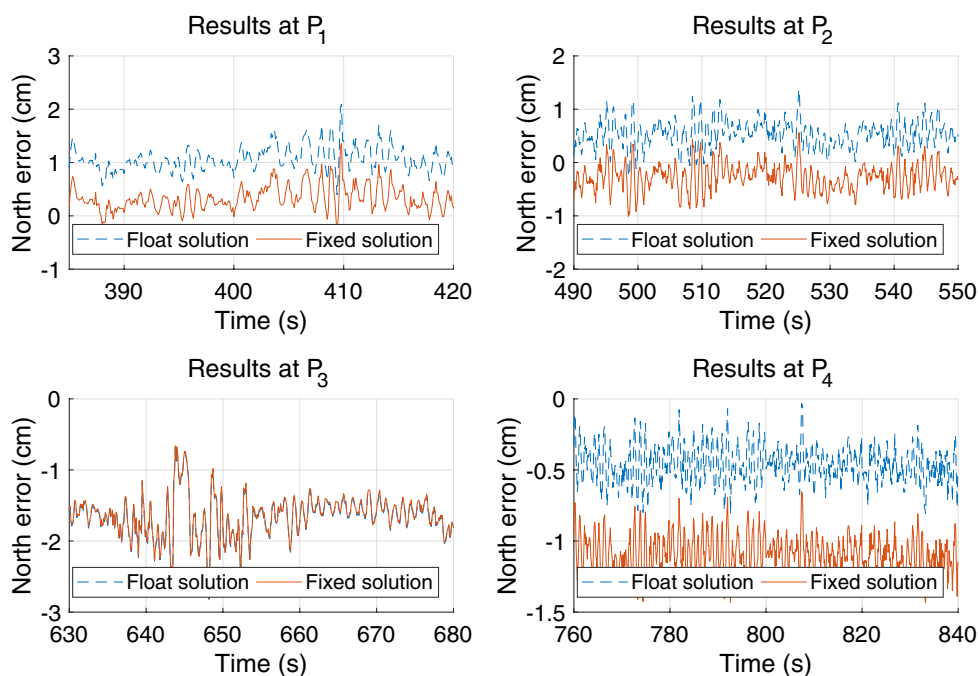 Results at P1
North error (cm)
3
2
1
0
-1
Float solution
Fixed solution
390
400
410
420
Time (s)
Results at P2
North error (cm)
2
1
0
-1
-2
Float solution
Fixed solution
490
500
510
520
530
540
550
Time (s)
Results at P3
North error (cm)
0
-1
-2
-3
Float solution
Fixed solution
630
640
650
660
670
680
Time (s)
Results at P4
North error (cm)
0
-0.5
-1
-1.5
Float solution
Fixed solution
760
780
800
820
840
Time (s)